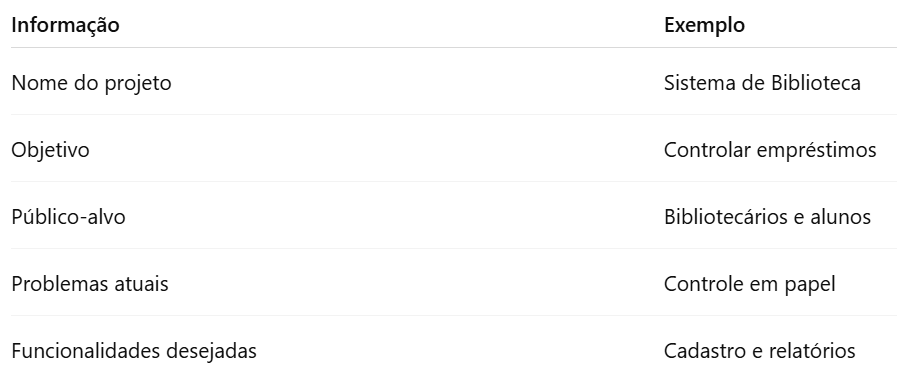 Informação Exemplo
Nome do projeto Sistema de Biblioteca
Objetivo Controlar empréstimos
Público-alvo Bibliotecários e alunos
Problemas atuais Controle em papel
Funcionalidades desejadas Cadastro e relatórios